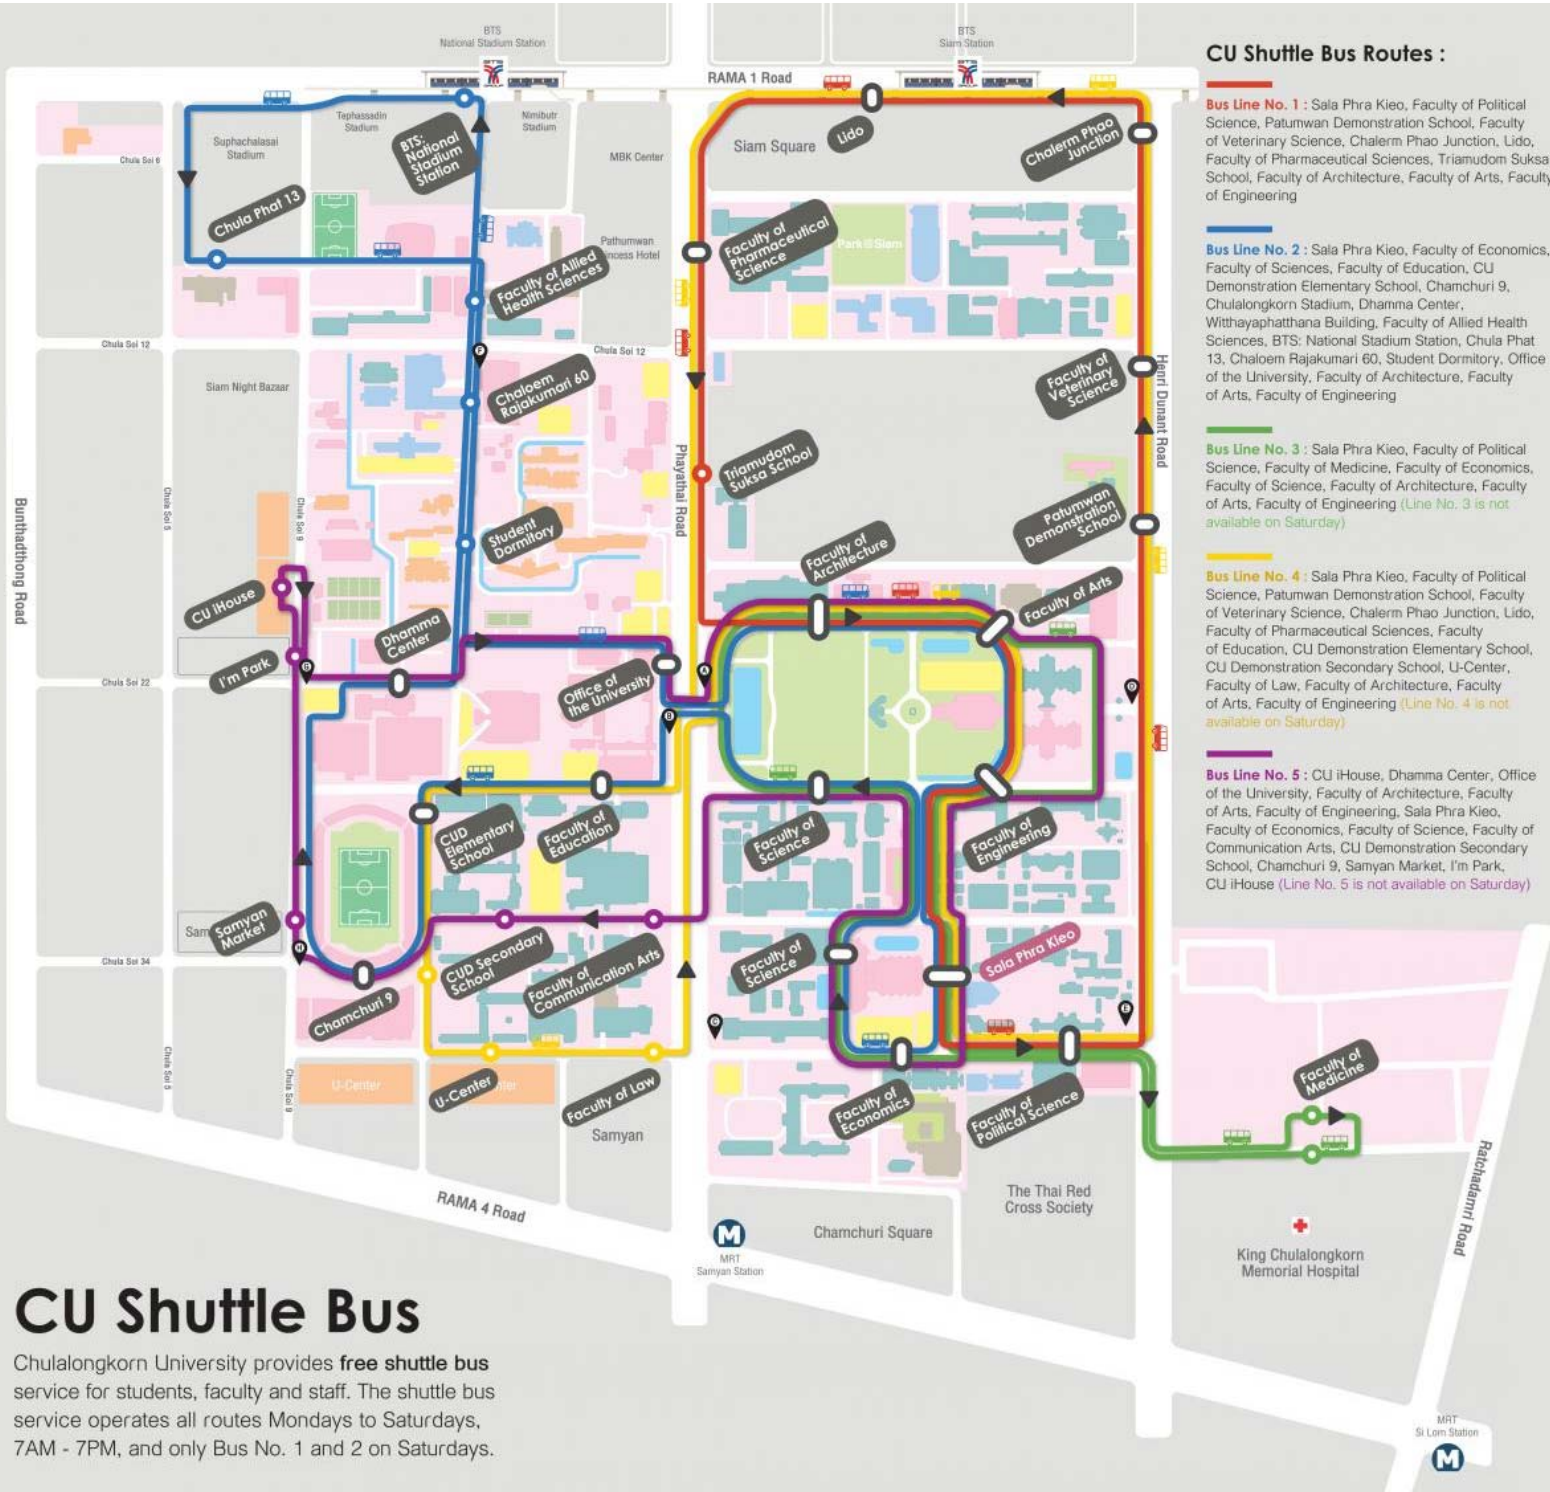 BTS
National Stadium Station
BTS
Siam Station
RAMA 1 Road
Suphachalasai
Stadium
Tephassadin
Stadium
Nimibutr
Stadium
BTS:
National
Stadium
Station
MBK Center
Siam Square
Lido
Chalerm Phao
Junction
Chula Soi 6
Chula Phat 13
Faculty of Allied
Health Sciences
Pathumwan
Princess Hotel
Faculty of
Pharmaceutical
Science
Park@Siam
Chula Soi 12
Chula Soi 12
F
Siam Night Bazaar
Chaloem
Rajakumari 60
Faculty of
Veterinary
Science
Henri Dunant Road
Phayathai Road
Triamudom
Suksa School
Bunthadthong Road
Chula Soi 5
Chula Soi 9
Student
Dormitory
Patumwan
Demonstration
School
Faculty of
Architecture
Faculty of Arts
CU iHouse
Dhamma
Center
I'm Park
G
Chula Soi 22
Office of
the University
A
B
D
CUD
Elementary
School
Faculty of
Education
Faculty of
Science
Faculty of
Engineering
Samyan
Market
H
Chula Soi 34
Chamchuri 9
CUD Secondary
School
Faculty of
Communication Arts
Faculty of
Science
Sala Phra Kieo
C
E
Chula Soi 5
Chula Soi 9
U-Center
U-Center
Faculty of Law
Samyan
Faculty of
Economics
Faculty of
Political Science
Faculty of
Medicine
RAMA 4 Road
MRT
Samyan Station
Chamchuri Square
The Thai Red
Cross Society
King Chulalongkorn
Memorial Hospital
Ratchadamri Road
MRT
Si Lom Station
CU Shuttle Bus Routes :
Bus Line No. 1 : Sala Phra Kieo, Faculty of Political
Science, Patumwan Demonstration School, Faculty
of Veterinary Science, Chalerm Phao Junction, Lido,
Faculty of Pharmaceutical Sciences, Triamudom Suksa
School, Faculty of Architecture, Faculty of Arts, Faculty
of Engineering
Bus Line No. 2 : Sala Phra Kieo, Faculty of Economics,
Faculty of Sciences, Faculty of Education, CU
Demonstration Elementary School, Chamchuri 9,
Chulalongkorn Stadium, Dhamma Center,
Witthayaphatthana Building, Faculty of Allied Health
Sciences, BTS: National Stadium Station, Chula Phat
13, Chaloem Rajakumari 60, Student Dormitory, Office
of the University, Faculty of Architecture, Faculty
of Arts, Faculty of Engineering
Bus Line No. 3 : Sala Phra Kieo, Faculty of Political
Science, Faculty of Medicine, Faculty of Economics,
Faculty of Science, Faculty of Architecture, Faculty
of Arts, Faculty of Engineering (Line No. 3 is not
available on Saturday)
Bus Line No. 4 : Sala Phra Kieo, Faculty of Political
Science, Patumwan Demonstration School, Faculty
of Veterinary Science, Chalerm Phao Junction, Lido,
Faculty of Pharmaceutical Sciences, Faculty
of Education, CU Demonstration Elementary School,
CU Demonstration Secondary School, U-Center,
Faculty of Law, Faculty of Architecture, Faculty
of Arts, Faculty of Engineering (Line No. 4 is not
available on Saturday)
Bus Line No. 5 : CU iHouse, Dhamma Center, Office
of the University, Faculty of Architecture, Faculty
of Arts, Faculty of Engineering, Sala Phra Kieo,
Faculty of Economics, Faculty of Science, Faculty of
Communication Arts, CU Demonstration Secondary
School, Chamchuri 9, Samyan Market, I'm Park,
CU iHouse (Line No. 5 is not available on Saturday)
CU Shuttle Bus
Chulalongkorn University provides free shuttle bus
service for students, faculty and staff. The shuttle bus
service operates all routes Mondays to Saturdays,
7AM - 7PM, and only Bus No. 1 and 2 on Saturdays.